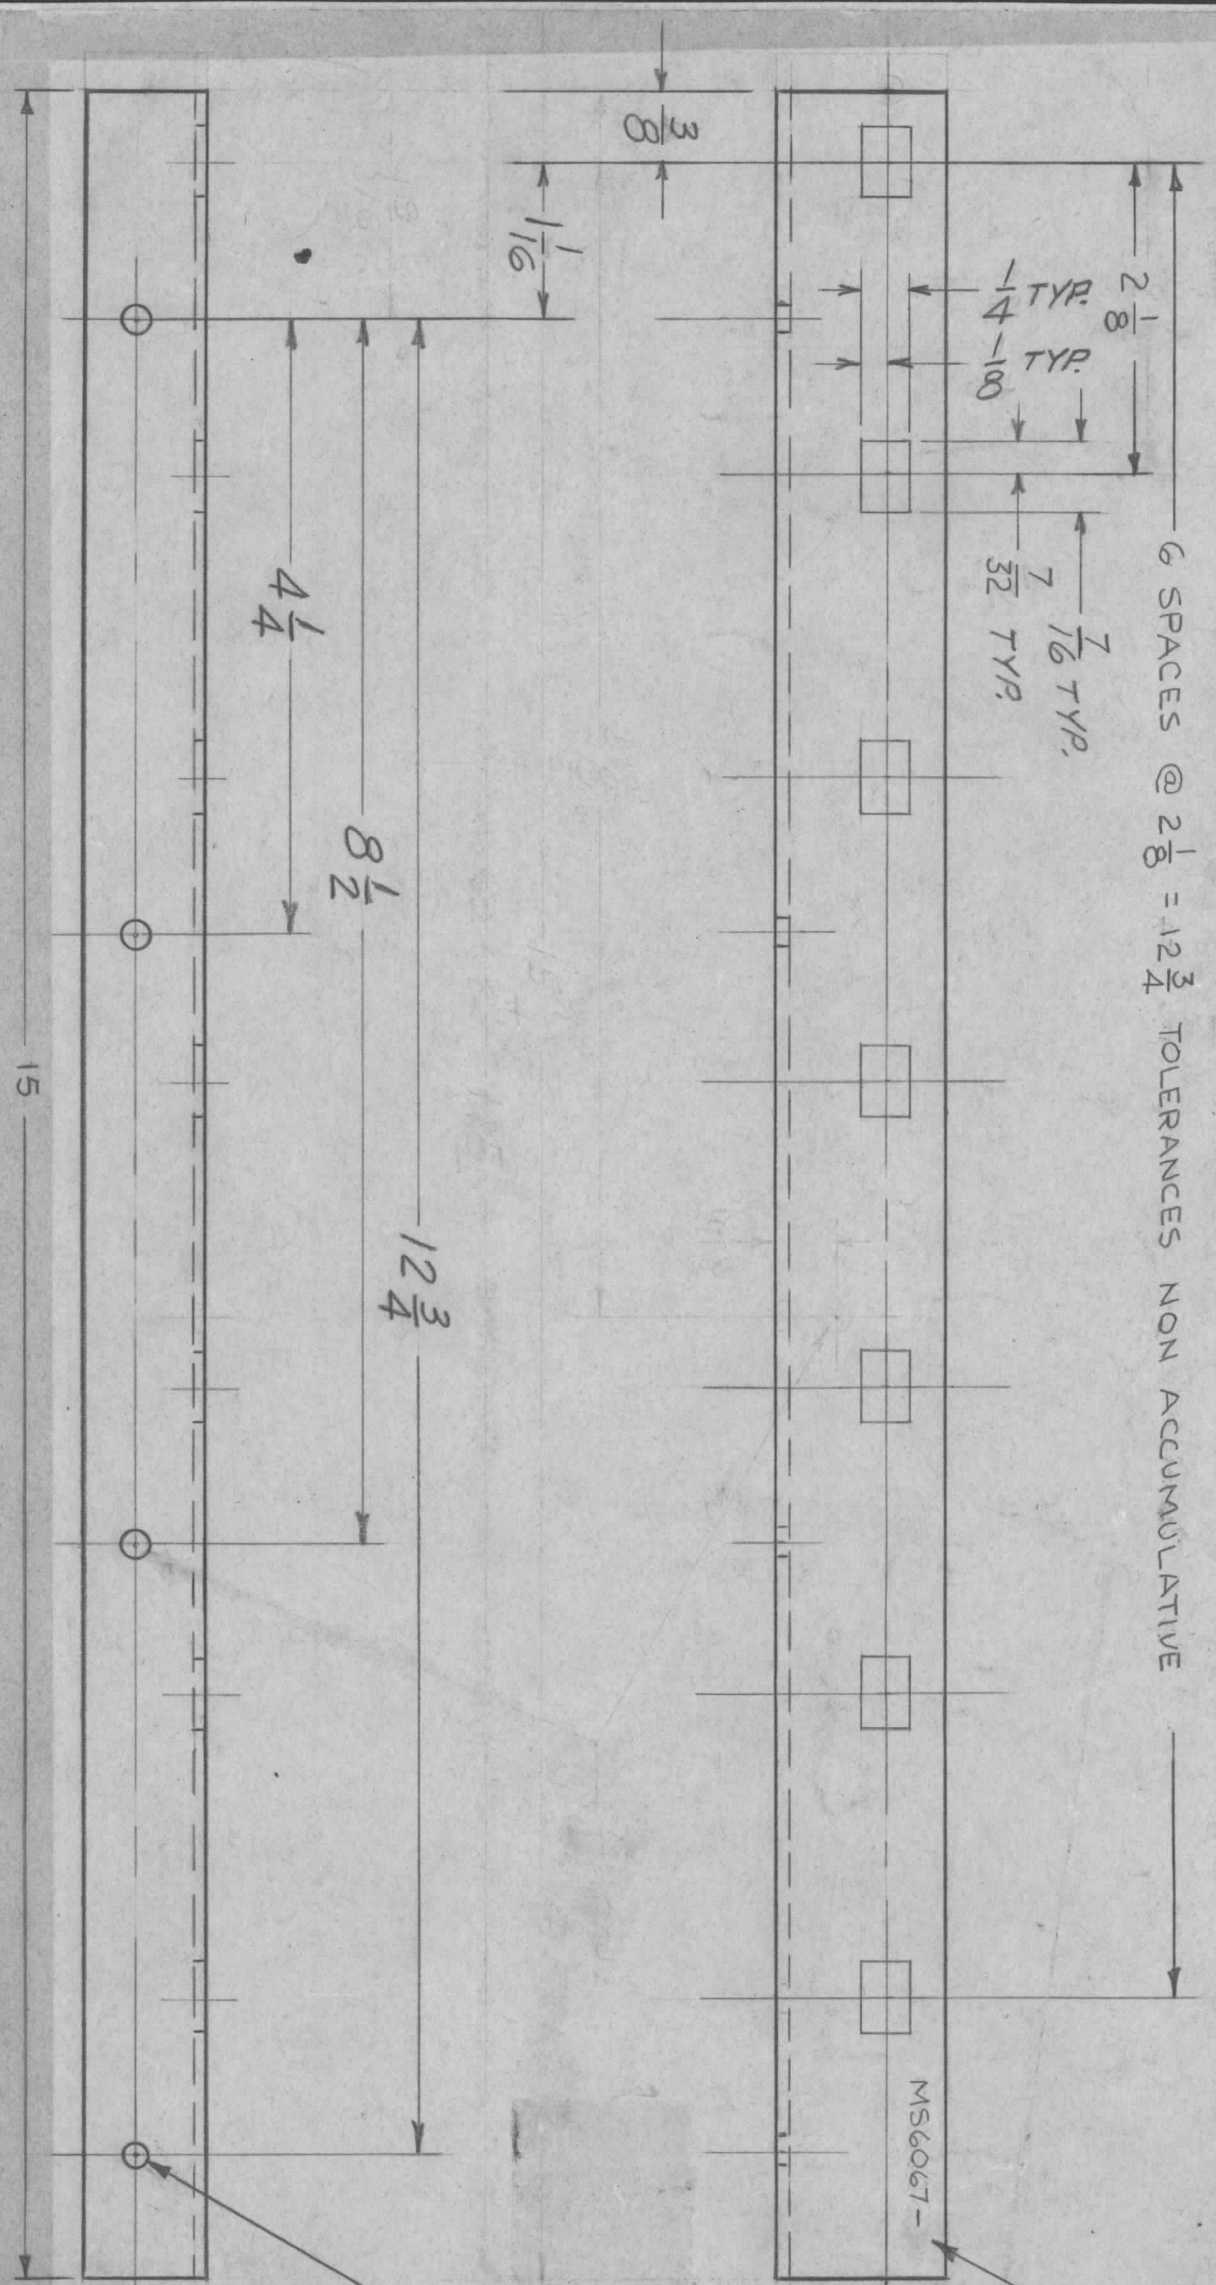 6 SPACES @ 2 1/8 = 12 3/4 TOLERANCES NON ACCUMULATIVE
2 1/8
1/4 TYP.
1/8 TYP.
7/16 TYP.
7/32 TYP.
MS6067-
3/8
1 1/16
12 3/4
8 1/2
4 1/4
15